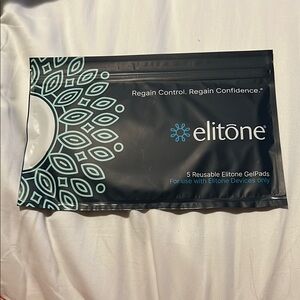 Regain Control. Regain Confidence.*
elitone®
5 Reusable Elitone GelPads
For use with Elitone Devices only